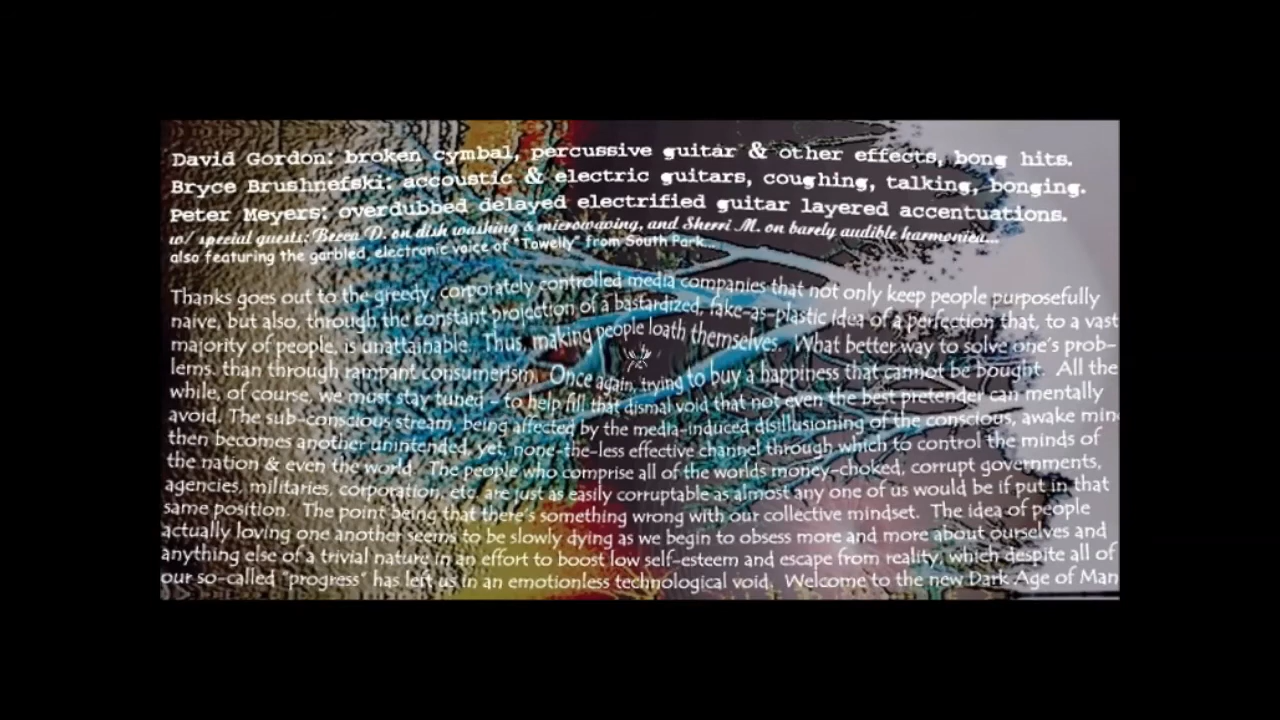 David Gordon: broken cymbal, percussive guitar & other effects, bong hits.
Bryce Brushnefski: accoustic & electric guitars, coughing, talking, bonging.
Peter Meyers: overdubbed delayed electrified guitar layered accentuations.
w/ special guests: Becca D. on dish washing & microwaving, and Sherri M. on barely audible harmonica...
also featuring the garbled, electronic voice of "Towelly" from South Park...
Thanks goes out to the greedy, corporately controlled media companies that not only keep people purposefully
naive, but also, through the constant projection of a bastardized, fake-as-plastic idea of a perfection that, to a vast
majority of people, is unattainable. Thus, making people loath themselves. What better way to solve one's prob-
lems, than through rampant consumerism. Once again, trying to buy a happiness that cannot be bought. All the
while, of course, we must stay tuned - to help fill that dismal void that not even the best pretender can mentally
avoid. The sub-conscious stream, being affected by the media-induced disillusioning of the conscious, awake min
then becomes another unintended, yet, none-the-less effective channel through which to control the minds of
the nation & even the world. The people who comprise all of the worlds money-choked, corrupt governments,
agencies, militaries, corporation, etc. are just as easily corruptable as almost any one of us would be if put in that
same position. The point being that there's something wrong with our collective mindset. The idea of people
actually loving one another seems to be slowly dying as we begin to obsess more and more about ourselves and
anything else of a trivial nature in an effort to boost low self-esteem and escape from reality, which despite all of
our so-called "progress" has left us in an emotionless technological void. Welcome to the new Dark Age of Man